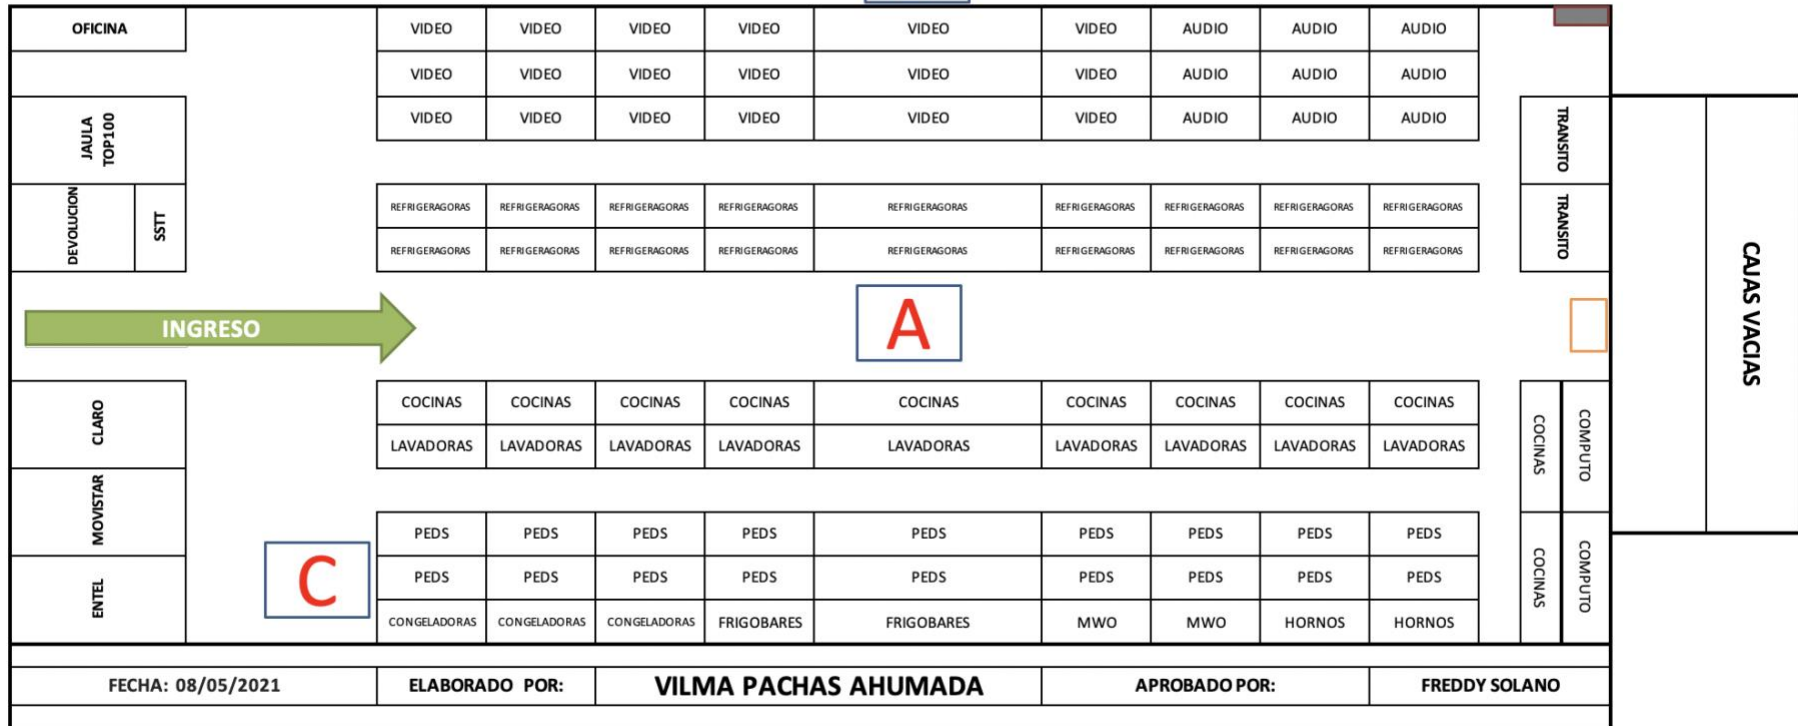 OFICINA VIDEO VIDEO VIDEO VIDEO VIDEO VIDEO AUDIO AUDIO AUDIO
VIDEO VIDEO VIDEO VIDEO VIDEO VIDEO AUDIO AUDIO AUDIO
JAULA
TOP100
VIDEO VIDEO VIDEO VIDEO VIDEO VIDEO AUDIO AUDIO AUDIO
TRANSITO
DEVOLUCION
SSTT
REFRIGERAGORAS REFRIGERAGORAS REFRIGERAGORAS REFRIGERAGORAS REFRIGERAGORAS REFRIGERAGORAS REFRIGERAGORAS REFRIGERAGORAS REFRIGERAGORAS
REFRIGERAGORAS REFRIGERAGORAS REFRIGERAGORAS REFRIGERAGORAS REFRIGERAGORAS REFRIGERAGORAS REFRIGERAGORAS REFRIGERAGORAS REFRIGERAGORAS
TRANSITO
CAJAS VACIAS
INGRESO
A
CLARO
COCINAS COCINAS COCINAS COCINAS COCINAS COCINAS COCINAS COCINAS COCINAS
LAVADORAS LAVADORAS LAVADORAS LAVADORAS LAVADORAS LAVADORAS LAVADORAS LAVADORAS LAVADORAS
COCINAS
COMPUTO
MOVISTAR
PEDS PEDS PEDS PEDS PEDS PEDS PEDS PEDS PEDS
ENTEL
C
PEDS PEDS PEDS PEDS PEDS PEDS PEDS PEDS PEDS
CONGELADORAS CONGELADORAS CONGELADORAS FRIGOBARES FRIGOBARES MWO MWO HORNOS HORNOS
COCINAS
COMPUTO
FECHA: 08/05/2021 ELABORADO POR: VILMA PACHAS AHUMADA APROBADO POR: FREDDY SOLANO